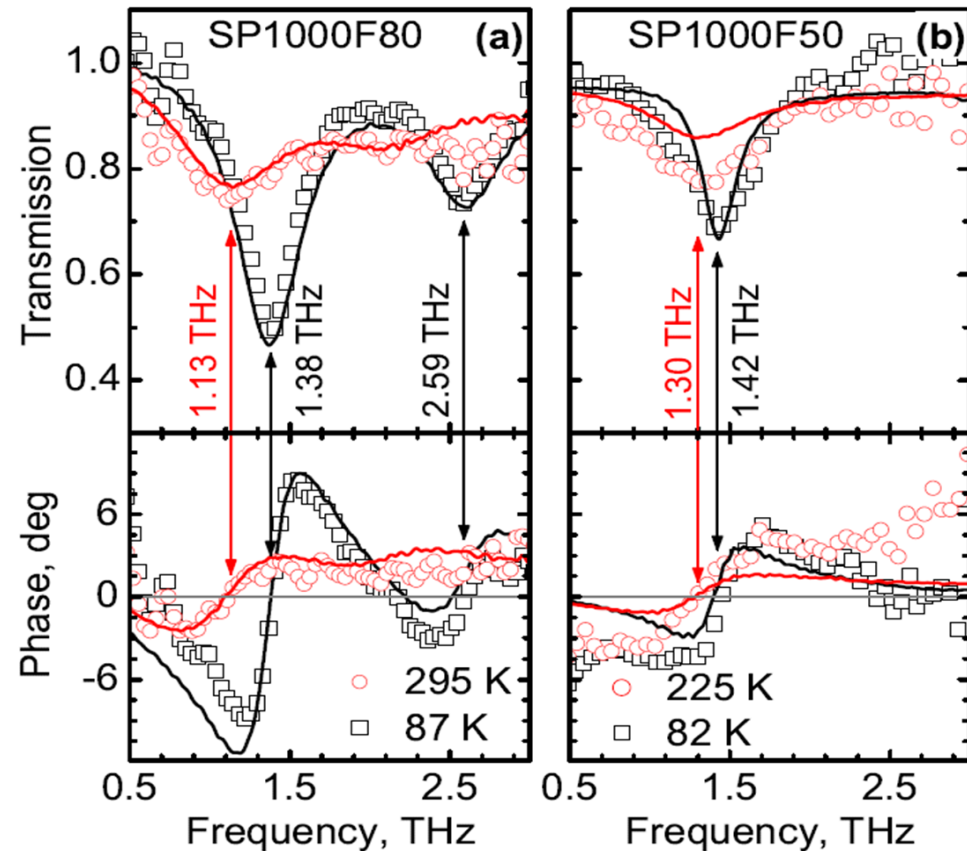 SP1000F80 (a)
SP1000F50 (b)
Transmission
1.0
0.8
0.6
0.4
1.13 THz
1.38 THz
2.59 THz
1.30 THz
1.42 THz
Phase, deg
6
0
-6
295 K
87 K
225 K
82 K
0.5 1.5 2.5
0.5 1.5 2.5
Frequency, THz
Frequency, THz